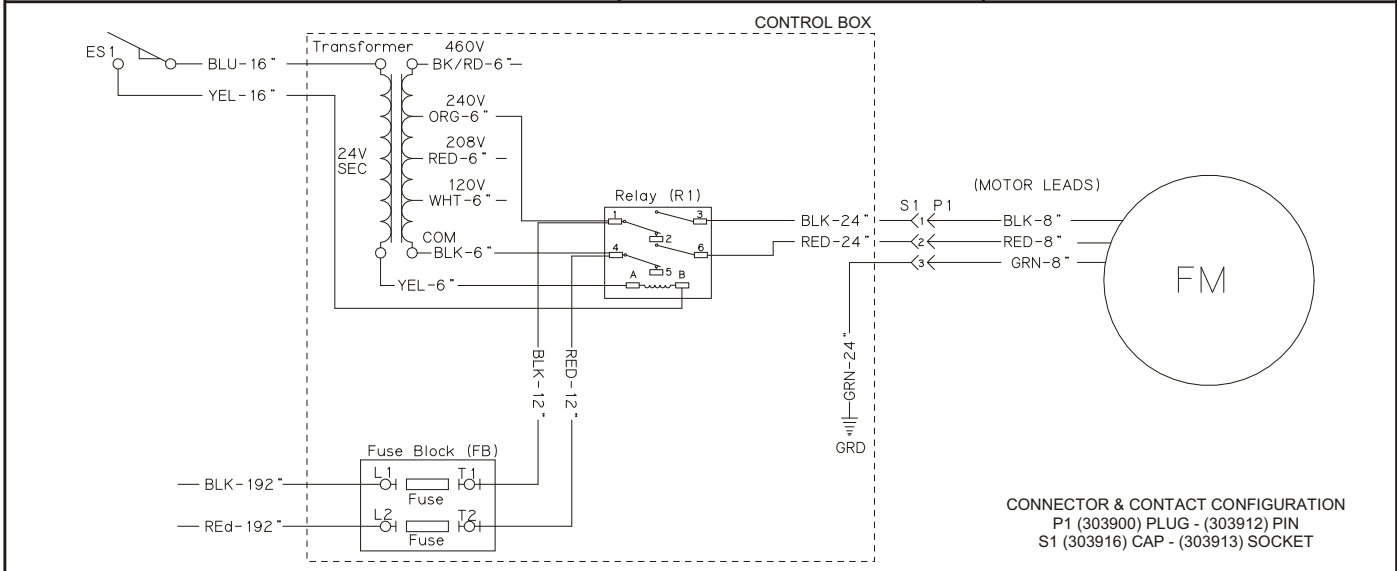 CONTROL BOX
ES1
BLU-16"
YEL-16"
Transformer
460V
BK/RD-6"
240V
ORG-6"
208V
RED-6"
120V
WHT-6"
24V
SEC
COM
BLK-6"
YEL-6"
Relay (R1)
1
3
2
4
6
5
A
B
BLK-24"
RED-24"
S1 P1
1
2
3
(MOTOR LEADS)
BLK-8"
RED-8"
GRN-8"
FM
BLK-12"
RED-12"
GRN-24"
GRD
Fuse Block (FB)
L1
T1
Fuse
L2
T2
Fuse
BLK-192"
REd-192"
CONNECTOR & CONTACT CONFIGURATION
P1 (303900) PLUG - (303912) PIN
S1 (303916) CAP - (303913) SOCKET